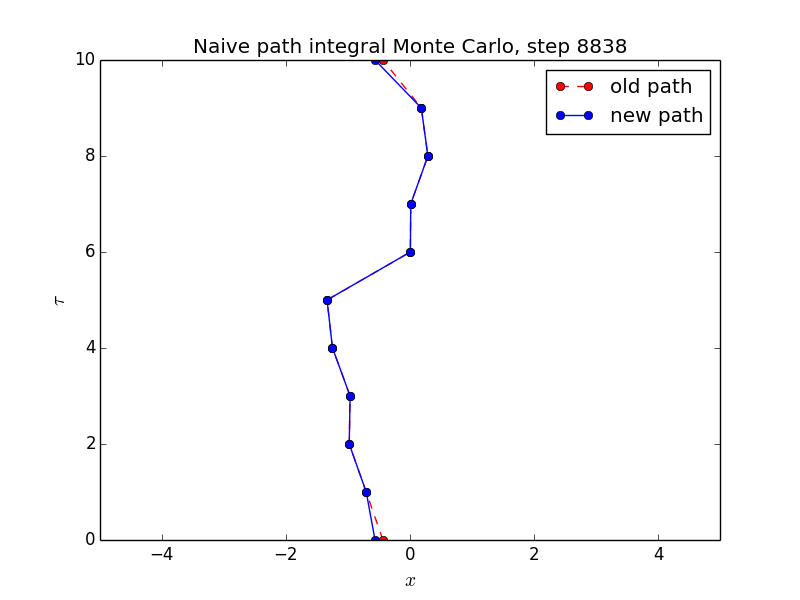 Naive path integral Monte Carlo, step 8838
old path
new path
10
8
6
4
2
0
τ
−4
−2
0
2
4
x